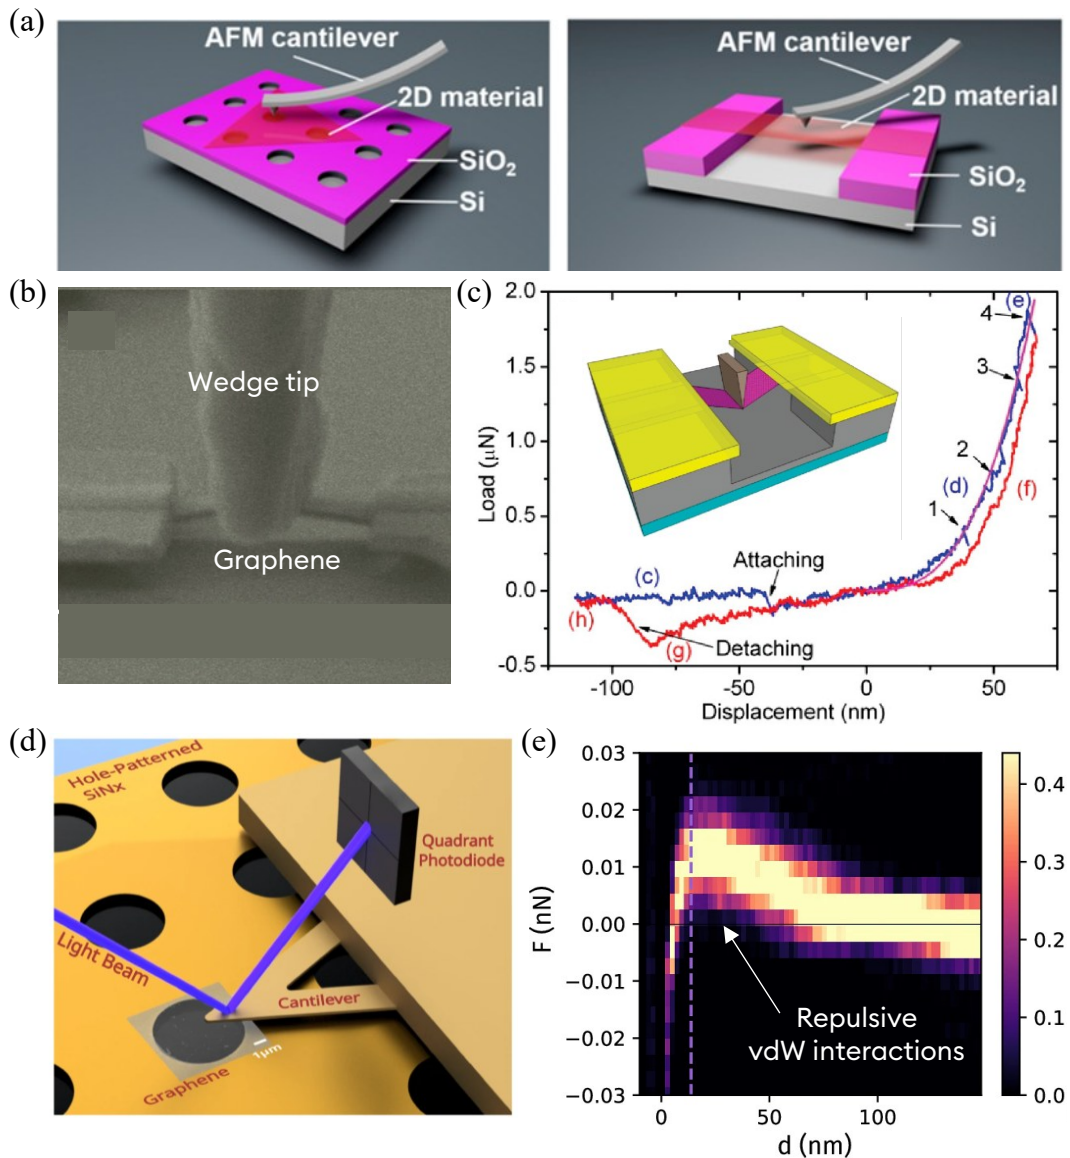 (a)
AFM cantilever
2D material
SiO₂
Si
AFM cantilever
2D material
SiO₂
Si
(b)
Wedge tip
Graphene
(c)
2.0
1.5
1.0
0.5
0.0
-0.5
Load (μN)
(e)
4
3
2
(d)
1
(f)
Attaching
(c)
(h)
(g)
Detaching
-100
-50
0
50
Displacement (nm)
(d)
Hole-Patterned
SiNx
Quadrant
Photodiode
Light Beam
Cantilever
1μm
Graphene
(e)
0.03
0.02
0.01
0.00
−0.01
−0.02
−0.03
F (nN)
Repulsive
vdW interactions
0
50
100
d (nm)
0.4
0.3
0.2
0.1
0.0